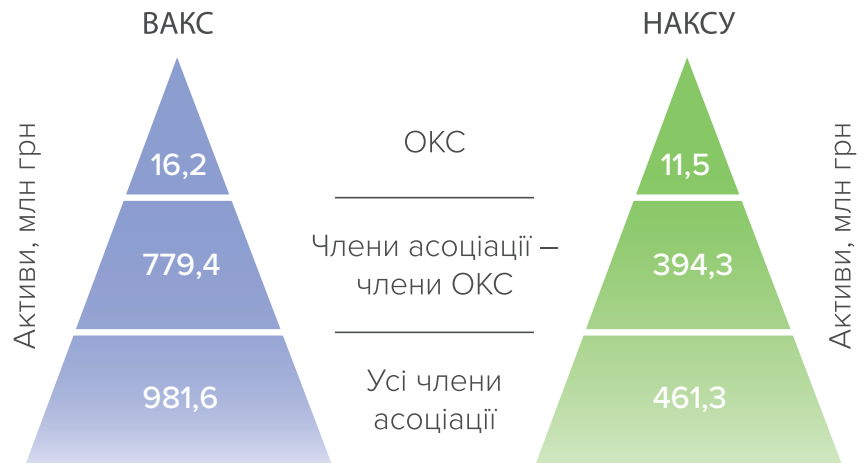 ВАКС
НАКСУ
Активи, млн грн
16,2
779,4
981,6
ОКС
Члени асоціації –
члени ОКС
Усі члени
асоціації
11,5
394,3
461,3
Активи, млн грн